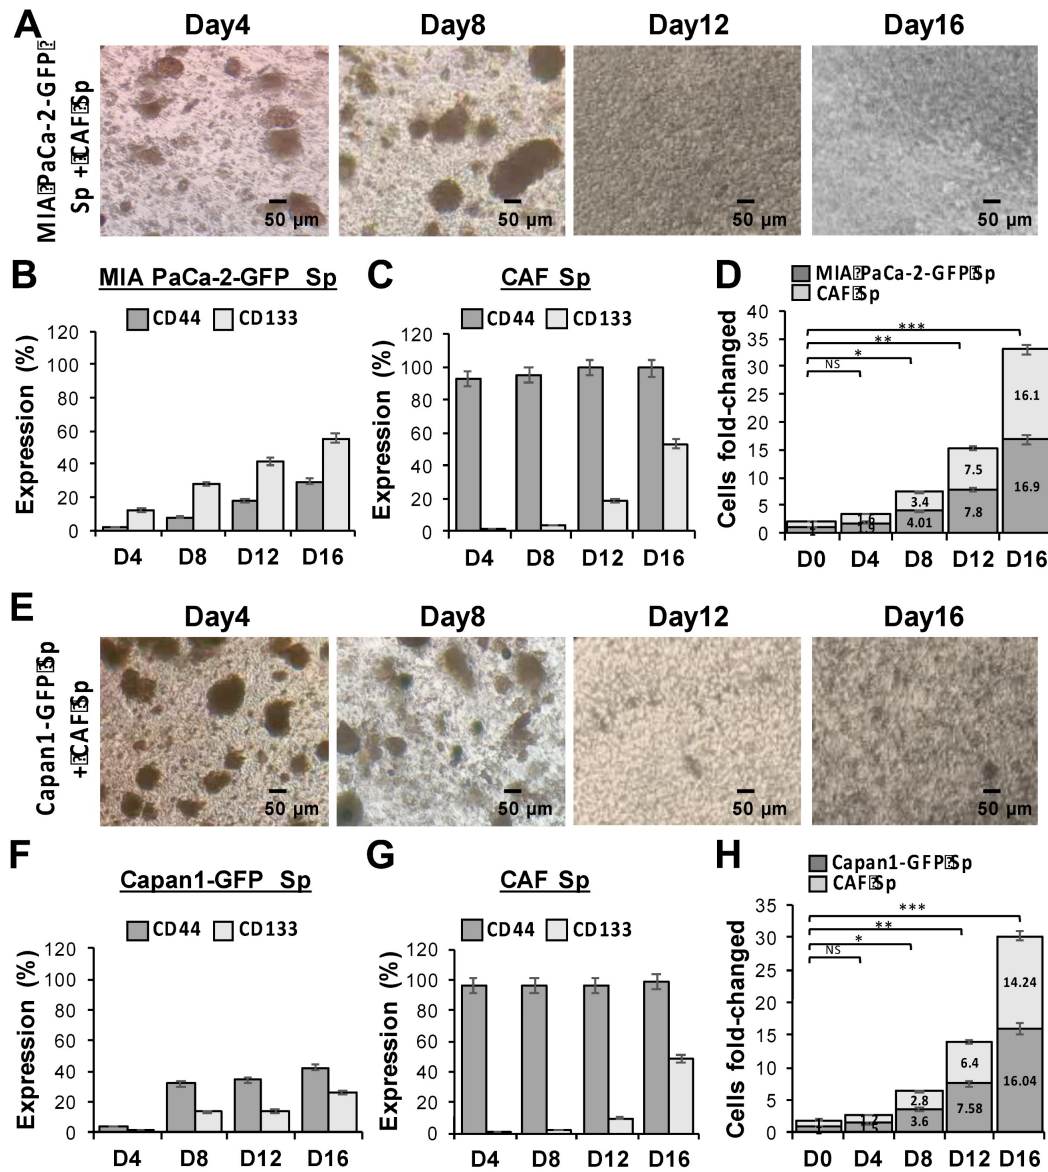 A
Day4 Day8 Day12 Day16
MIA PaCa-2-GFP
Sp + CAF Sp
50 µm 50 µm 50 µm 50 µm
B
MIA PaCa-2-GFP Sp
CD44 CD133
Expression (%)
120
100
80
60
40
20
0
D4 D8 D12 D16
C
CAF Sp
CD44 CD133
Expression (%)
120
100
80
60
40
20
0
D4 D8 D12 D16
D
MIA PaCa-2-GFP Sp
CAF Sp
Cells fold-changed
40
35
30
25
20
15
10
5
0
***
**
*
NS
16.1
7.5
16.9
3.4
4.01
7.8
1
1
D0 D4 D8 D12 D16
E
Day4 Day8 Day12 Day16
Capan1-GFP Sp
+ CAF Sp
50 µm 50 µm 50 µm 50 µm
F
Capan1-GFP Sp
CD44 CD133
Expression (%)
120
100
80
60
40
20
0
D4 D8 D12 D16
G
CAF Sp
CD44 CD133
Expression (%)
120
100
80
60
40
20
0
D4 D8 D12 D16
H
Capan1-GFP Sp
CAF Sp
Cells fold-changed
35
30
25
20
15
10
5
0
***
**
*
NS
14.24
6.4
16.04
2.8
3.6
7.58
1
1
D0 D4 D8 D12 D16